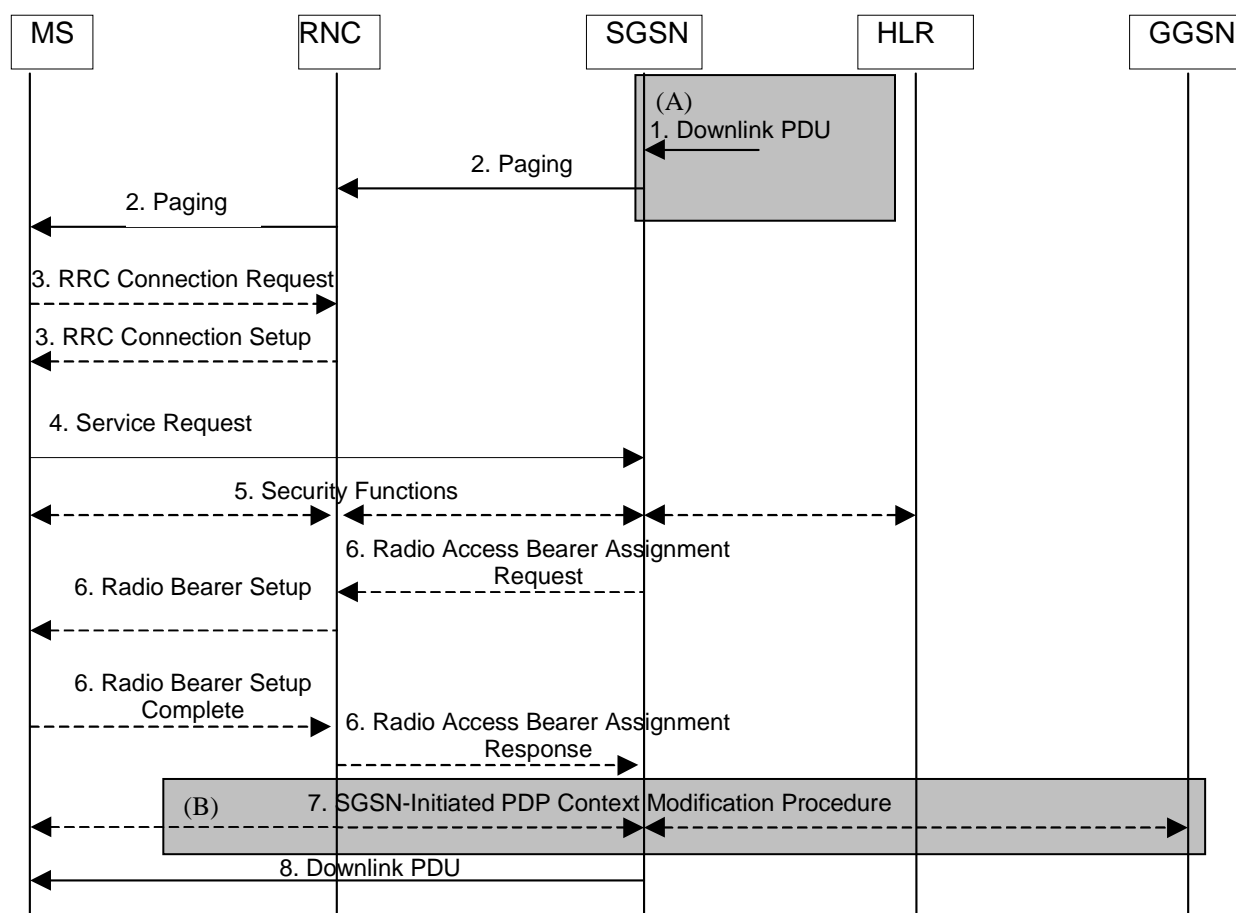 MS
RNC
SGSN
HLR
GGSN
(A)
1. Downlink PDU
2. Paging
2. Paging
3. RRC Connection Request
3. RRC Connection Setup
4. Service Request
5. Security Functions
6. Radio Access Bearer Assignment
Request
6. Radio Bearer Setup
6. Radio Bearer Setup
Complete
6. Radio Access Bearer Assignment
Response
(B)
7. SGSN-Initiated PDP Context Modification Procedure
8. Downlink PDU